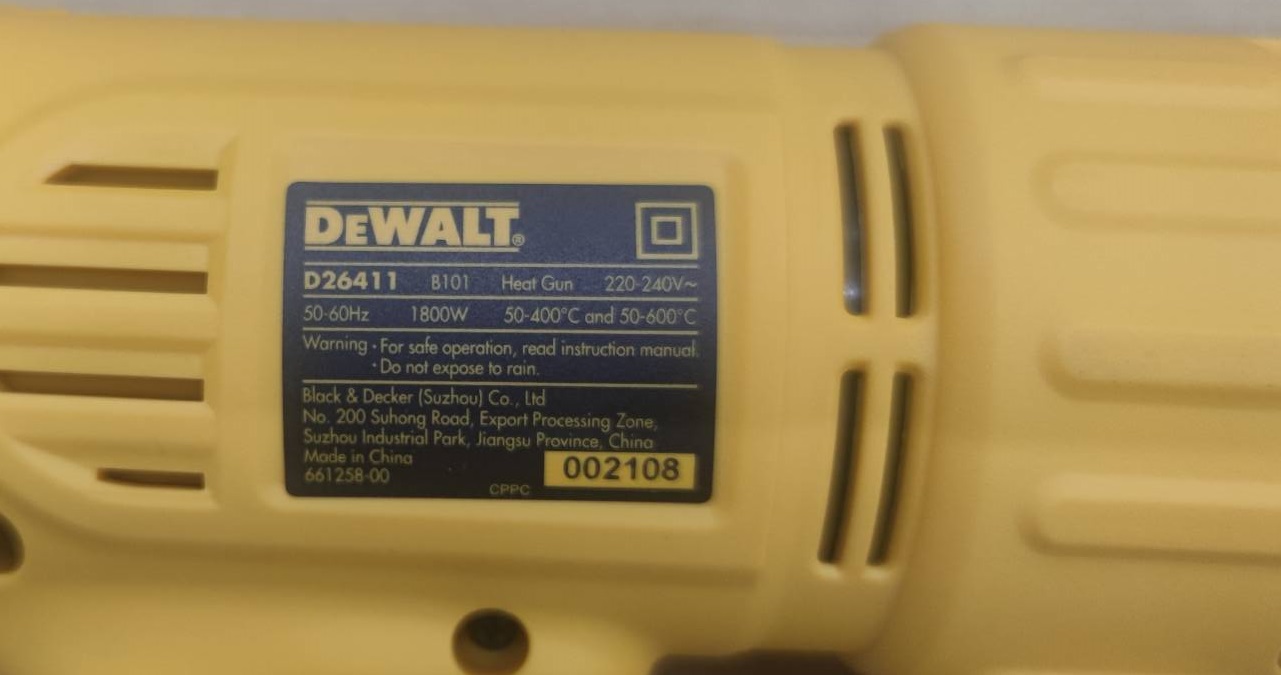 DEWALT®
D26411 B101 Heat Gun 220-240V~
50-60Hz 1800W 50-400°C and 50-600°C
Warning · For safe operation, read instruction manual.
· Do not expose to rain.
Black & Decker (Suzhou) Co., Ltd
No. 200 Suhong Road, Export Processing Zone,
Suzhou Industrial Park, Jiangsu Province, China
Made in China
661258-00
CPPC
002108